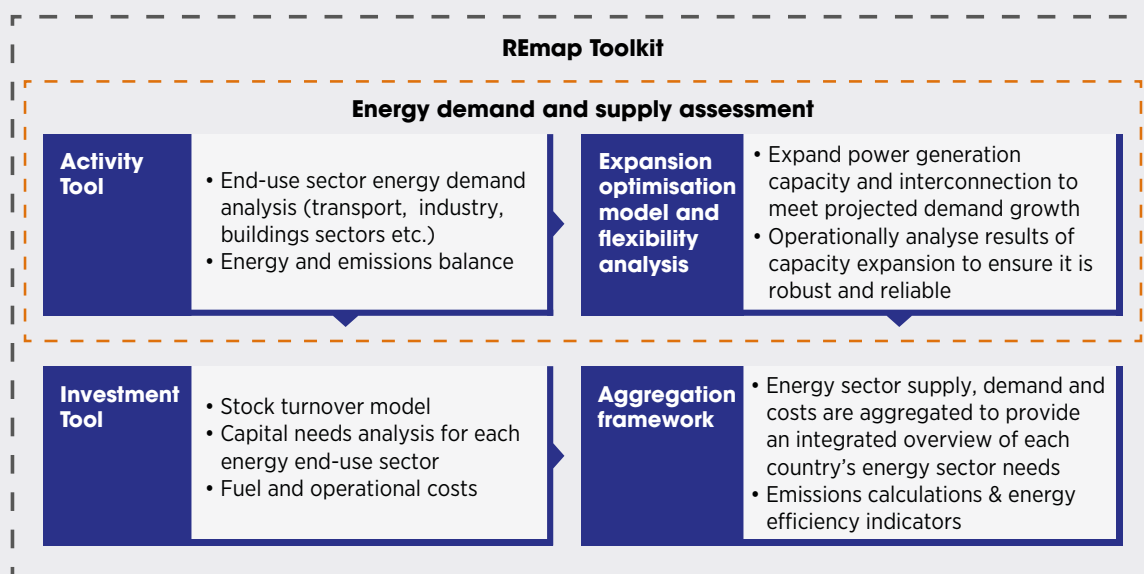 REmap Toolkit
Energy demand and supply assessment
Activity
Tool
• End-use sector energy demand
analysis (transport, industry,
buildings sectors etc.)
• Energy and emissions balance
Expansion
optimisation
model and
flexibility
analysis
• Expand power generation
capacity and interconnection to
meet projected demand growth
• Operationally analyse results of
capacity expansion to ensure it is
robust and reliable
Investment
Tool
• Stock turnover model
• Capital needs analysis for each
energy end-use sector
• Fuel and operational costs
Aggregation
framework
• Energy sector supply, demand and
costs are aggregated to provide
an integrated overview of each
country’s energy sector needs
• Emissions calculations & energy
efficiency indicators